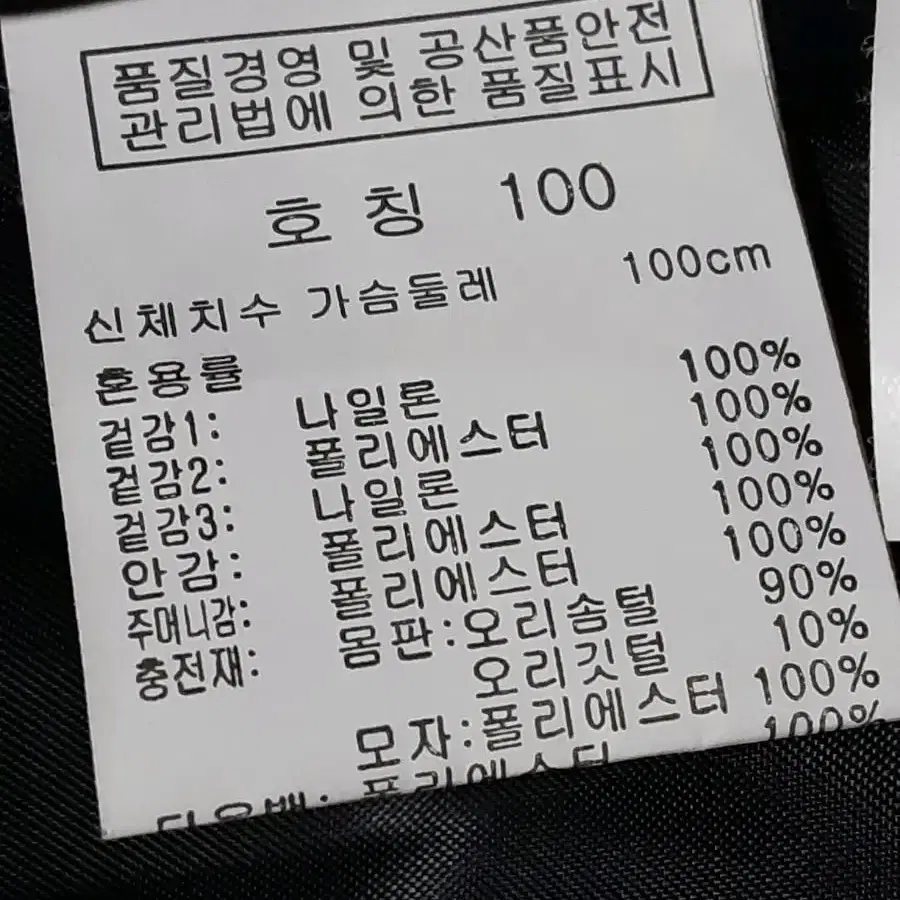 품질경영 및 공산품안전
관리법에 의한 품질표시
호 칭 100
신체치수 가슴둘레 100cm
혼용률
겉감1: 나일론 100%
겉감2: 폴리에스터 100%
겉감3: 나일론 100%
안감: 폴리에스터 100%
주머니감: 폴리에스터 100%
충전재: 몸판:오리솜털 90%
오리깃털 10%
모자:폴리에스터 100%
다운백: 폴리에스터 100%